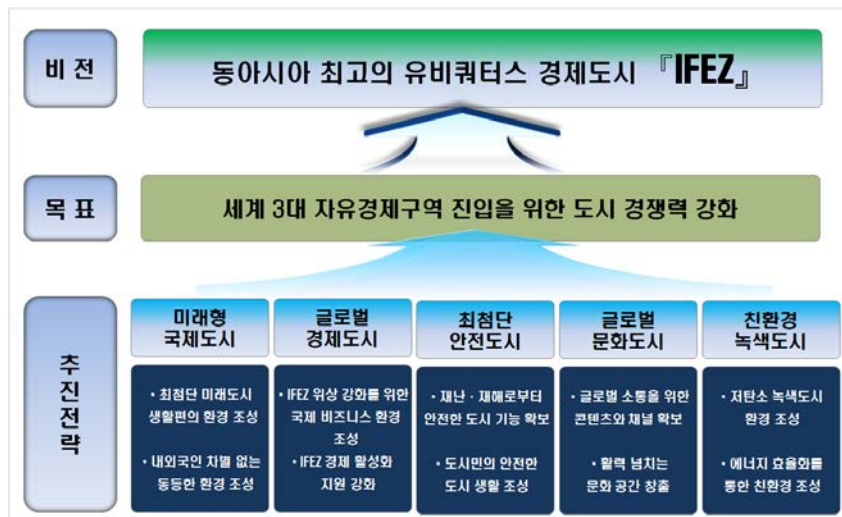 비 전
동아시아 최고의 유비쿼터스 경제도시 『IFEZ』
목 표
세계 3대 자유경제구역 진입을 위한 도시 경쟁력 강화
추진전략
미래형
국제도시
• 최첨단 미래도시
생활편의 환경 조성
• 내외국인 차별 없는
동등한 환경 조성
글로벌
경제도시
• IFEZ 위상 강화를 위한
국제 비즈니스 환경
조성
• IFEZ 경제 활성화
지원 강화
최첨단
안전도시
• 재난 · 재해로부터
안전한 도시 기능 확보
• 도시민의 안전한
도시 생활 조성
글로벌
문화도시
• 글로벌 소통을 위한
콘텐츠와 채널 확보
• 활력 넘치는
문화 공간 창출
친환경
녹색도시
• 저탄소 녹색도시
환경 조성
• 에너지 효율화를
통한 친환경 조성